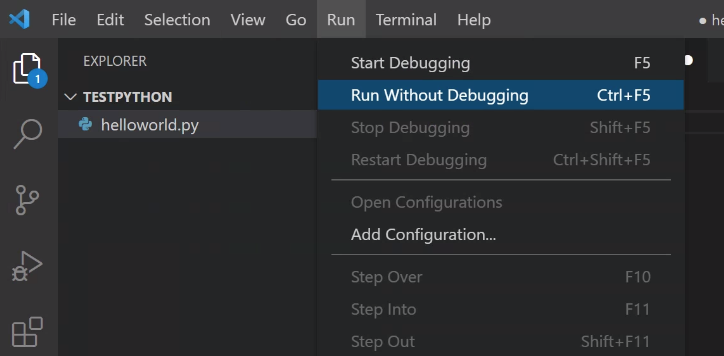 File Edit Selection View Go Run Terminal Help ● he
EXPLORER
1
TESTPYTHON
helloworld.py
Start Debugging F5
Run Without Debugging Ctrl+F5
Stop Debugging Shift+F5
Restart Debugging Ctrl+Shift+F5
Open Configurations
Add Configuration...
Step Over F10
Step Into F11
Step Out Shift+F11